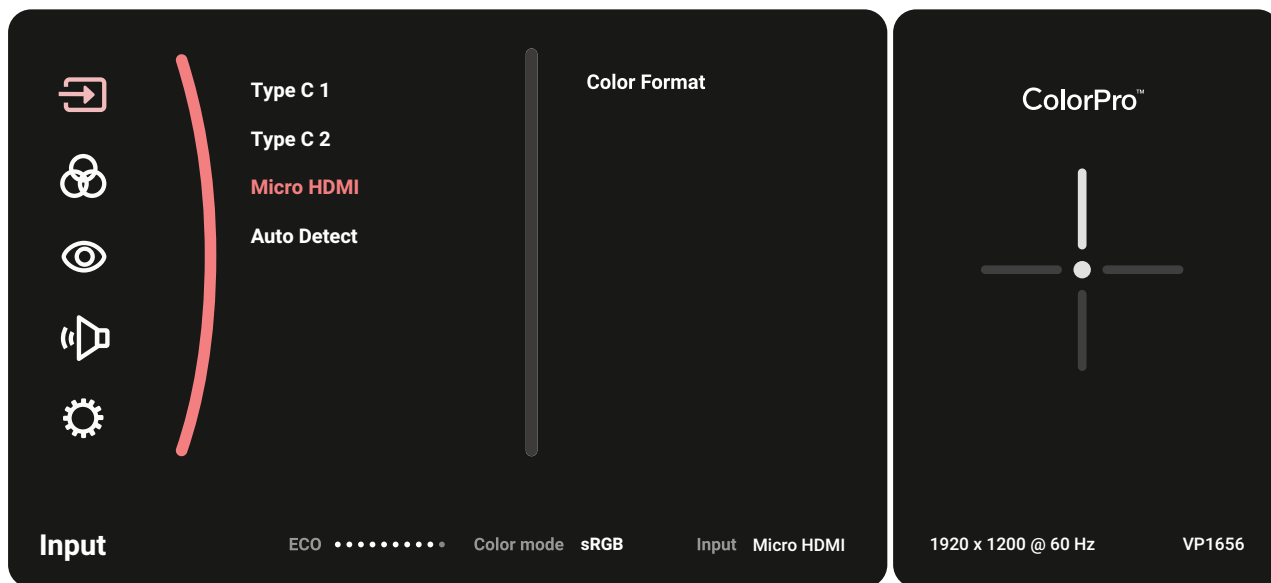 Type C 1
Type C 2
Micro HDMI
Auto Detect
Color Format
Input
ECO
Color mode sRGB
Input Micro HDMI
ColorPro™
1920 x 1200 @ 60 Hz
VP1656